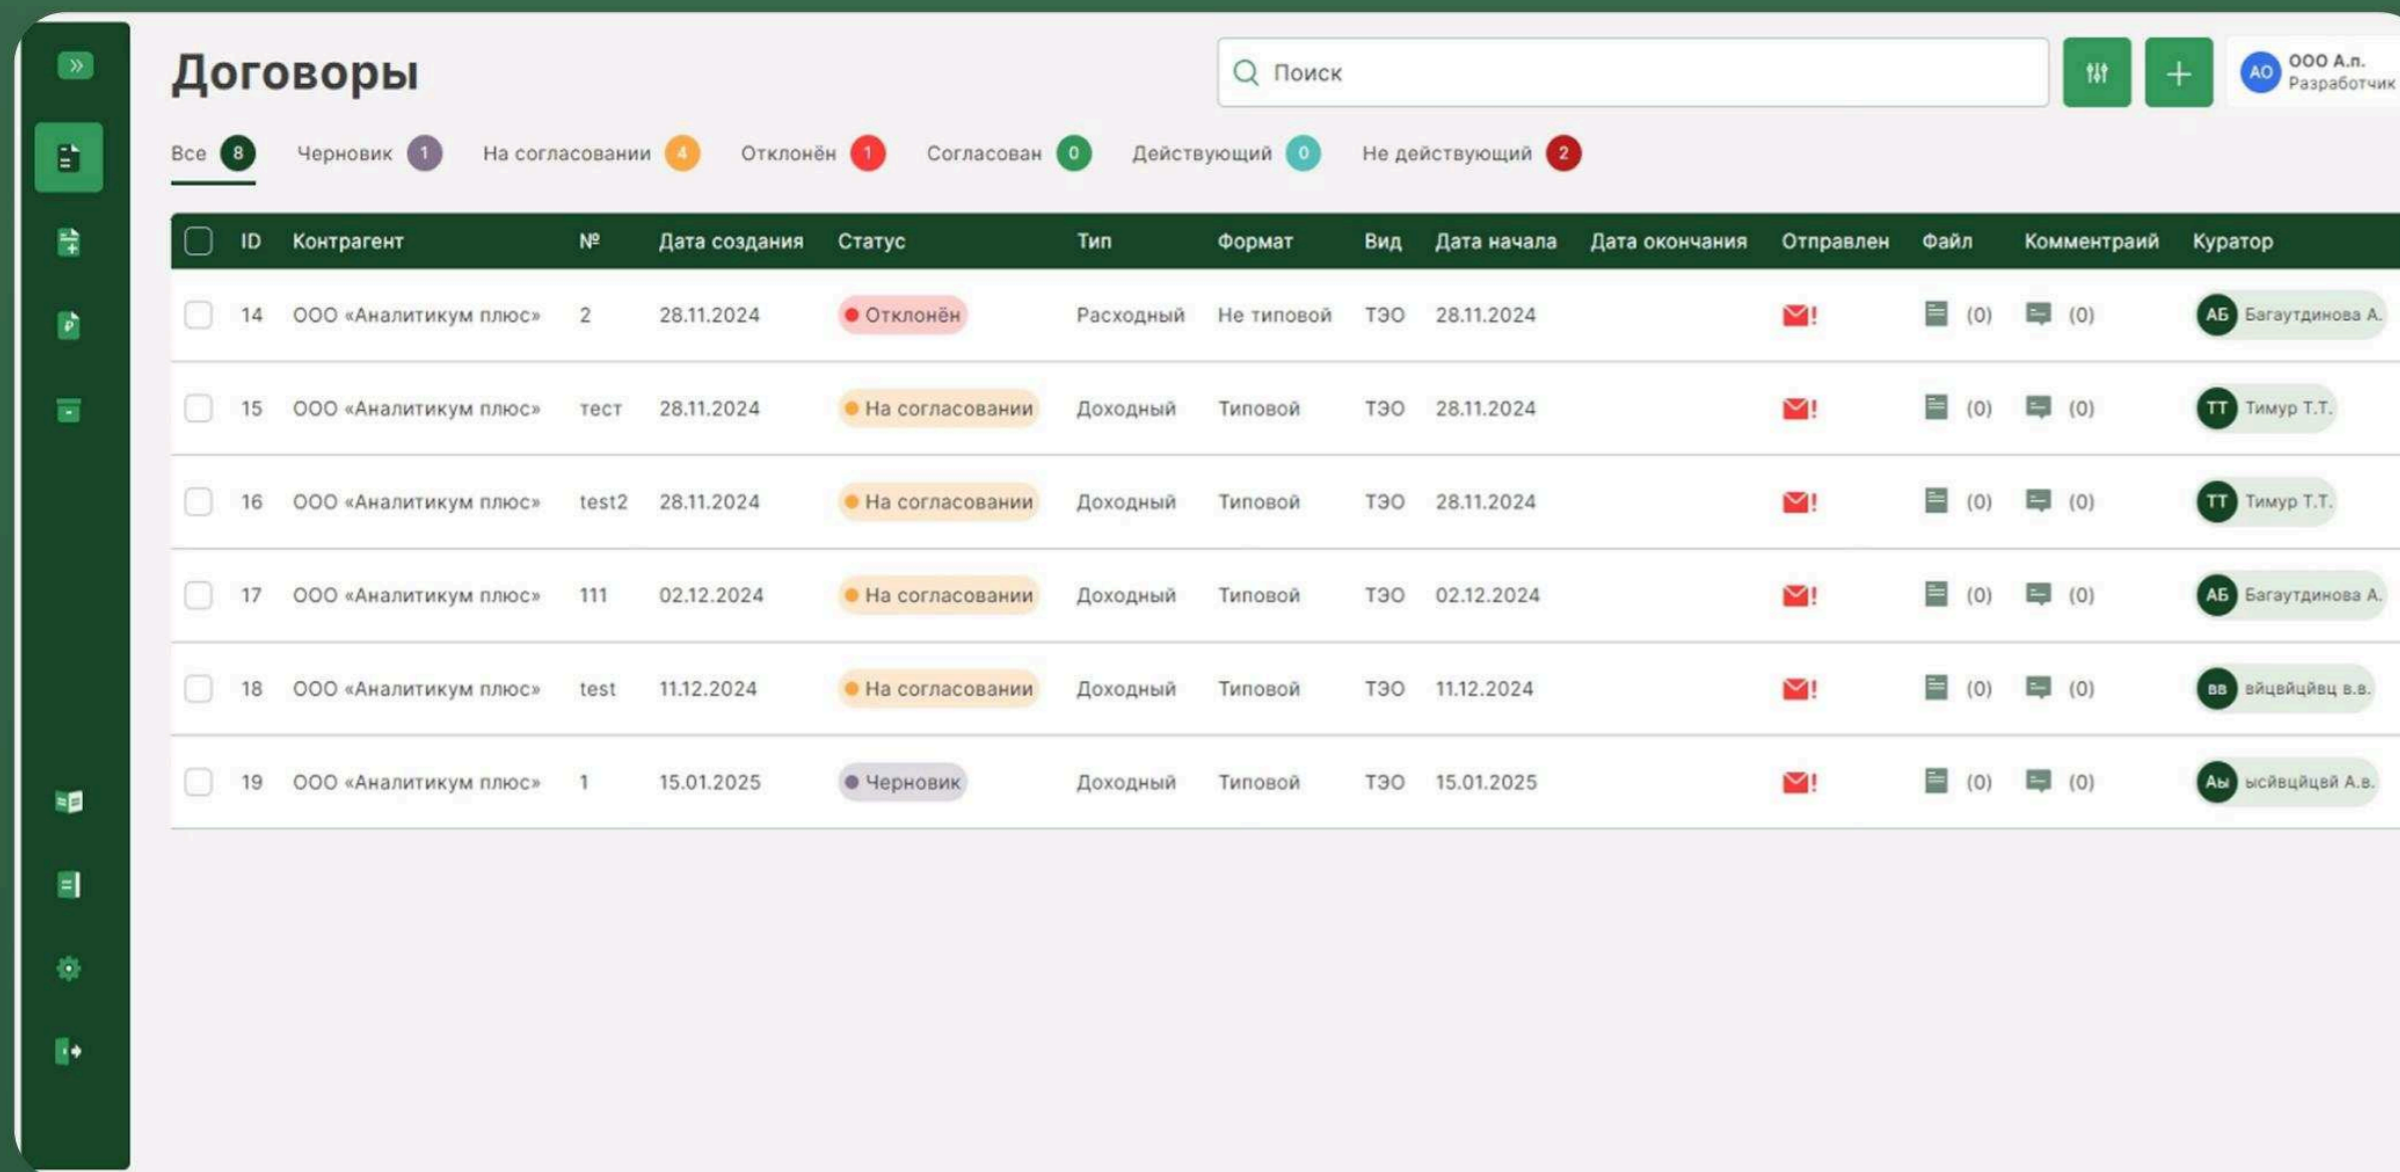 Договоры
Поиск
АО ООО А.п.
Разработчик
Все 8 Черновик 1 На согласовании 4 Отклонён 1 Согласован 0 Действующий 0 Не действующий 2
ID Контрагент № Дата создания Статус Тип Формат Вид Дата начала Дата окончания Отправлен Файл Комментраий Куратор
14 ООО «Аналитикум плюс» 2 28.11.2024 Отклонён Расходный Не типовой ТЭО 28.11.2024 (0) (0) АБ Багаутдинова А.
15 ООО «Аналитикум плюс» тест 28.11.2024 На согласовании Доходный Типовой ТЭО 28.11.2024 (0) (0) ТТ Тимур Т.Т.
16 ООО «Аналитикум плюс» test2 28.11.2024 На согласовании Доходный Типовой ТЭО 28.11.2024 (0) (0) ТТ Тимур Т.Т.
17 ООО «Аналитикум плюс» 111 02.12.2024 На согласовании Доходный Типовой ТЭО 02.12.2024 (0) (0) АБ Багаутдинова А.
18 ООО «Аналитикум плюс» test 11.12.2024 На согласовании Доходный Типовой ТЭО 11.12.2024 (0) (0) вв вйцвйцйвц в.в.
19 ООО «Аналитикум плюс» 1 15.01.2025 Черновик Доходный Типовой ТЭО 15.01.2025 (0) (0) Аы ысйвцйцвй А.в.